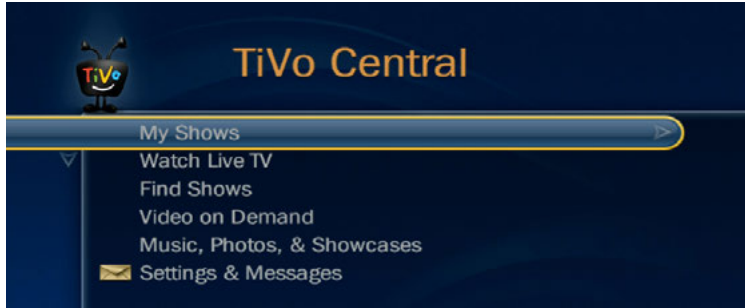 TiVo
TiVo Central
My Shows
Watch Live TV
Find Shows
Video on Demand
Music, Photos, & Showcases
Settings & Messages